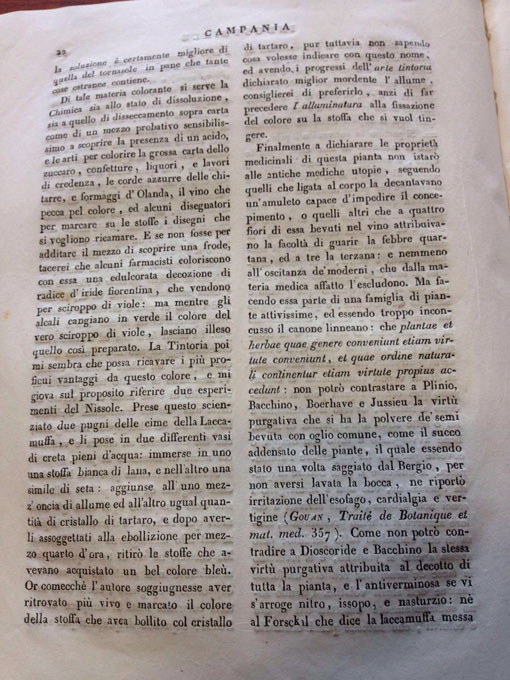 22
CAMPANIA
la soluzione è certamente migliore di
quella del tornasole in pane che tante
cose estranee contiene.
Di tale materia colorante si serve la
Chimica sia allo stato di dissoluzione,
sia a quello di disseccamento sopra carta
come di un mezzo probativo sensibilis-
simo a scoprire la presenza di un acido,
e le arti per colorire la grossa carta dello
zuccaro, confetture, liquori, e lavori
di credenza, le corde azzurre delle chi-
tarre, e formaggi d'Olanda, il vino che
pecca pel colore, ed alcuni disegnatori
per marcare su le stoffe i disegni che
si vogliono ricamare. E se non fosse per
additare il mezzo di scoprire una frode,
tacerei che alcuni farmacisti coloriscono
con essa una edulcorata decozione di
radice d'iride fiorentina, che vendono
per sciroppo di viole: ma mentre gli
alcali cangiano in verde il colore del
vero sciroppo di viole, lasciano illeso
quello così preparato. La Tintoria poi
mi sembra che possa ricavare i più pro-
ficui vantaggi da questo colore, e mi
giova sul proposito riferire due esperi-
menti del Nissole. Prese questo scien-
ziato due pugni delle cime della Lacca-
muffa, e li pose in due differenti vasi
di creta pieni d'acqua: immerse in uno
una stoffa bianca di lana, e nell'altro una
simile di seta: aggiunse all'uno mez-
z'oncia di allume ed all'altro ugual quan-
tità di cristallo di tartaro, e dopo aver-
li assoggettati alla ebollizione per mez-
zo quarto d'ora, ritirò le stoffe che a-
vevano acquistato un bel colore bleù.
Or comecchè l'autore soggiugnesse aver
ritrovato più vivo e marcato il colore
della stoffa che avea bollito col cristallo
di tartaro, pur tuttavia non sapendo
cosa volesse indicare con questo nome,
ed avendo, i progressi dell'arte tintoria
dichiarato miglior mordente l'allume,
consiglierei di preferirlo, anzi di far
precedere l'alluminatura alla fissazione
del colore su la stoffa che si vuol tin-
gere.
Finalmente a dichiarare le proprietà
medicinali di questa pianta non istarò
alle antiche mediche utopie, seguendo
quelli che ligata al corpo la decantavano
un'amuleto capace d'impedire il conce-
pimento, o quelli altri che a quattro
fiori di essa bevuti nel vino attribuiva-
no la facoltà di guarir la febbre quar-
tana, ed a tre la terzana: e nemmeno
all'oscitanza de'moderni, che dalla ma-
teria medica affatto l'escludono. Ma fa-
cendo essa parte di una famiglia di pian-
te attivissime, ed essendo troppo incon-
cusso il canone linneano: che plantae et
herbae quae genere conveniunt etiam vir-
tute conveniunt, et quae ordine natura-
li continentur etiam virtute propius ac-
cedunt: non potrò contrastare a Plinio,
Bacchino, Boerhave e Jussieu la virtù
purgativa che si ha la polvere de'semi
bevuta con oglio comune, come il succo
addensato delle piante, il quale essendo
stato una volta saggiato dal Bergio, per
non aversi lavata la bocca, ne riportò
irritazione dell'esofago, cardialgia e ver-
tigine (GOUAN, Traité de Botanique et
mat. med. 357). Come non potrò con-
tradire a Dioscoride e Bacchino la stessa
virtù purgativa attribuita al decotto di
tutta la pianta, e l'antiverminosa se vi
s'arroge nitro, issopo, e nasturzio: nè
al Forsckal che dice la laccamuffa messa